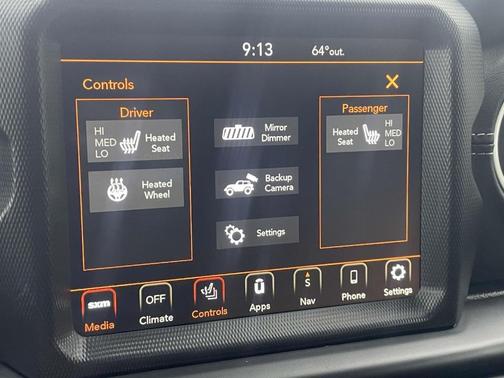 9:13 64° out.
Controls X
Driver
HI
MED
LO
Heated
Seat
Heated
Wheel
Mirror
Dimmer
Backup
Camera
Settings
Passenger
Heated
Seat
HI
MED
LO
sxm
Media
OFF
Climate
Controls
Apps
S
Nav
Phone
Settings